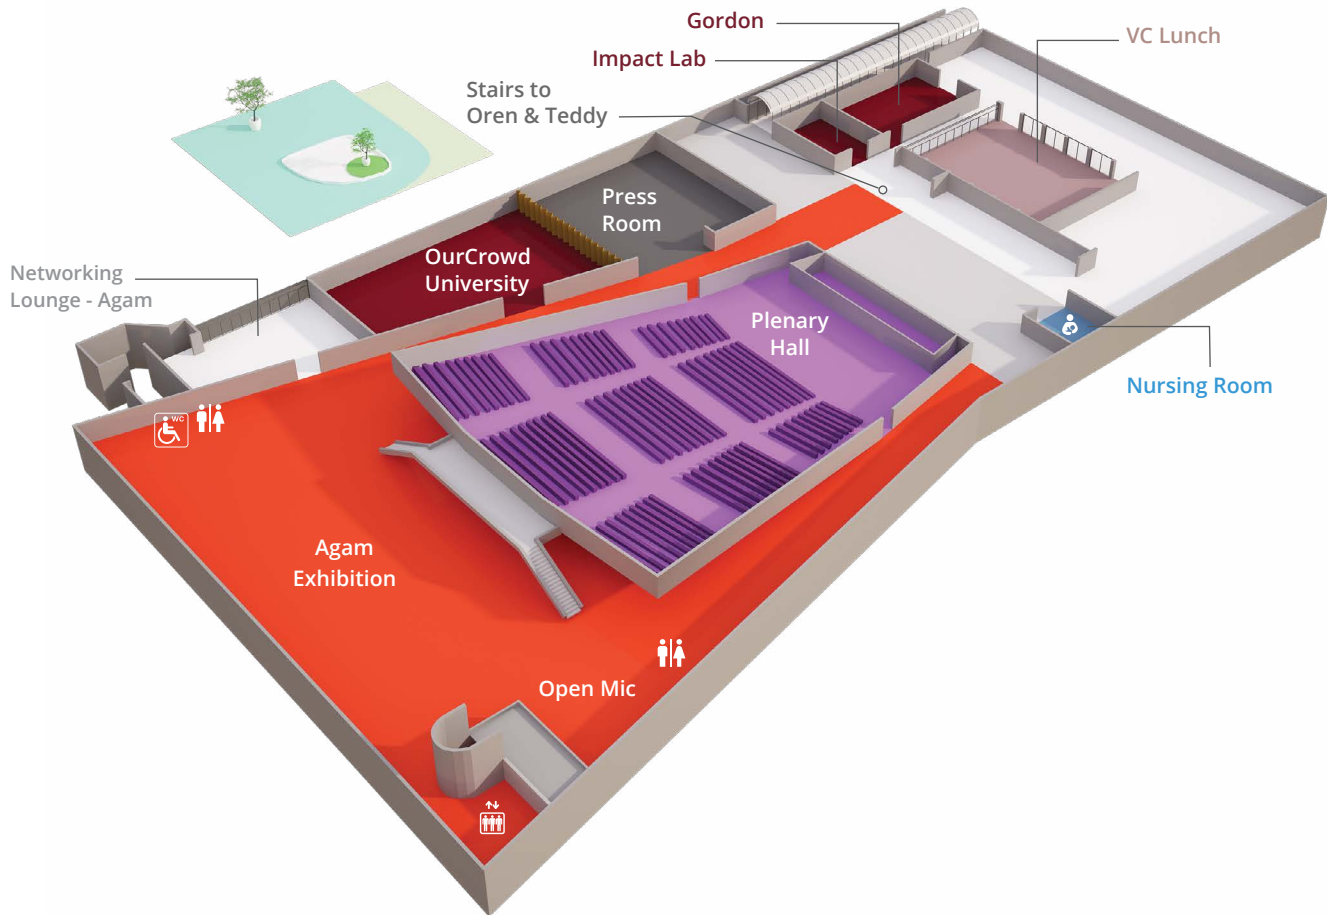 Gordon
VC Lunch
Impact Lab
Stairs to
Oren & Teddy
Press
Room
OurCrowd
University
Networking
Lounge - Agam
Plenary
Hall
Nursing Room
WC
Agam
Exhibition
Open Mic